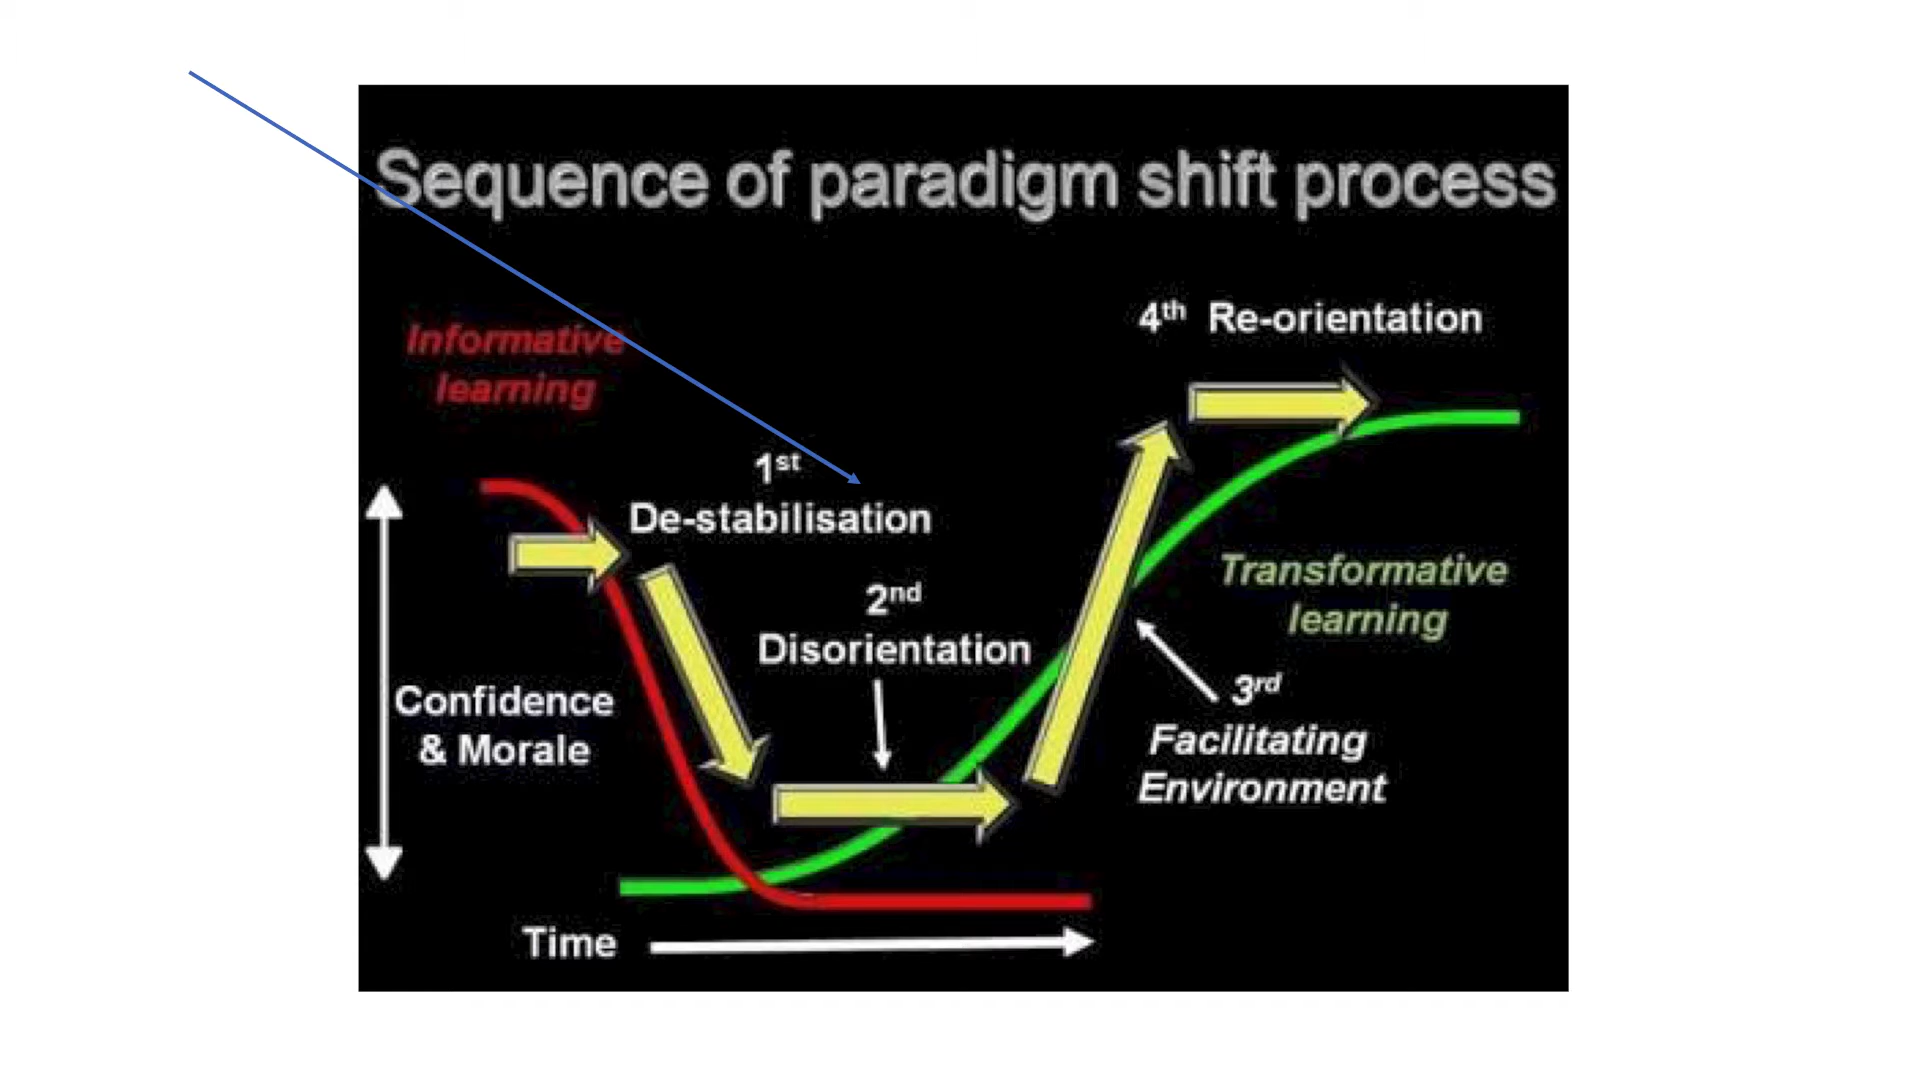 Sequence of paradigm shift process
Informative
learning
4th Re-orientation
1st
De-stabilisation
2nd
Disorientation
Transformative
learning
3rd
Facilitating
Environment
Confidence
& Morale
Time